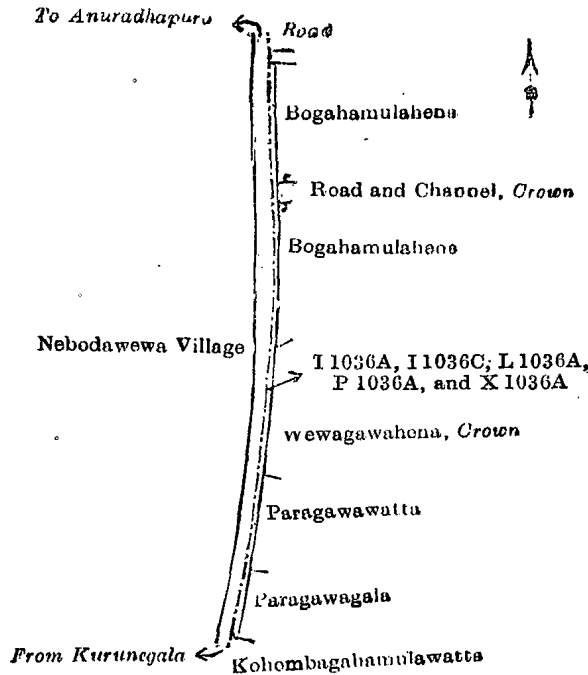 To Anuradhapura
Road
Bogahamulahena
Road and Channel, Crown
Bogahamulahena
Nebodawewa Village
I 1036A, I 1036C; L 1036A,
P 1036A, and X 1036A
Wewagawahena, Crown
Paragawawatta
Paragawagala
From Kurunegala
Kohombagahamulawatta